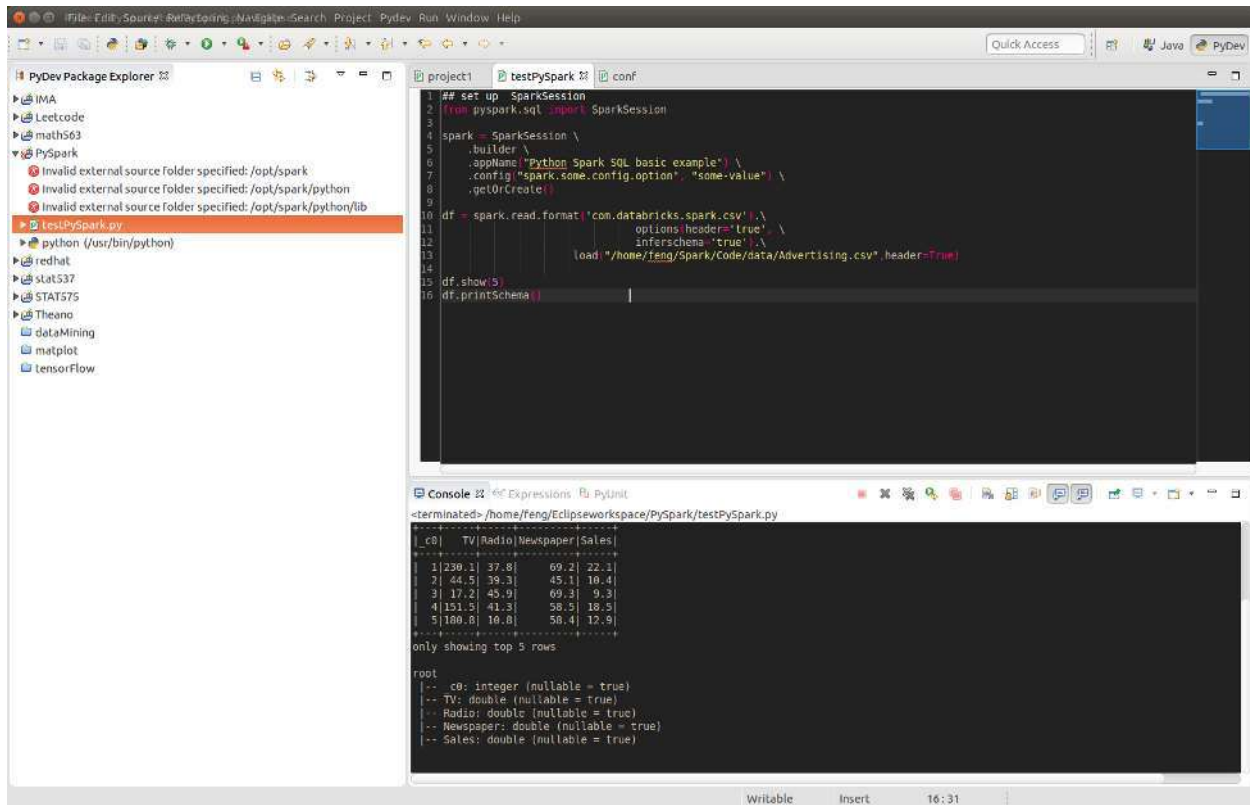 File Edit Source Refactoring Navigate Search Project Pydev Run Window Help
Quick Access
Java
PyDev
PyDev Package Explorer
IMA
Leetcode
math563
PySpark
Invalid external source folder specified: /opt/spark
Invalid external source folder specified: /opt/spark/python
Invalid external source folder specified: /opt/spark/python/lib
testPySpark.py
python (/usr/bin/python)
redhat
stat537
STAT575
Theano
dataMining
matplot
tensorFlow
project1 testPySpark conf
1 ## set up SparkSession
2 from pyspark.sql import SparkSession
3
4 spark = SparkSession \
5 .builder \
6 .appName("Python Spark SQL basic example") \
7 .config("spark.some.config.option", "some-value") \
8 .getOrCreate()
9
10 df = spark.read.format('com.databricks.spark.csv').\
11 options(header='true', \
12 inferschema='true').\
13 load("/home/feng/Spark/Code/data/Advertising.csv",header=True)
14
15 df.show(5)
16 df.printSchema()
Console Expressions PyUnit
<terminated> /home/feng/Eclipseworkspace/PySpark/testPySpark.py
+---+-----+-----+---------+-----+
|_c0| TV|Radio|Newspaper|Sales|
+---+-----+-----+---------+-----+
| 1|230.1| 37.8| 69.2| 22.1|
| 2| 44.5| 39.3| 45.1| 10.4|
| 3| 17.2| 45.9| 69.3| 9.3|
| 4|151.5| 41.3| 58.5| 18.5|
| 5|180.8| 10.8| 58.4| 12.9|
+---+-----+-----+---------+-----+
only showing top 5 rows
root
|-- _c0: integer (nullable = true)
|-- TV: double (nullable = true)
|-- Radio: double (nullable = true)
|-- Newspaper: double (nullable = true)
|-- Sales: double (nullable = true)
Writable Insert 16:31